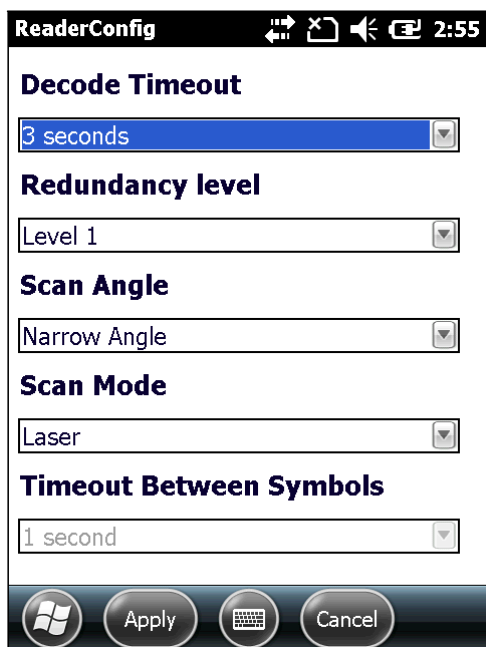 ReaderConfig 2:55
Decode Timeout
3 seconds
Redundancy level
Level 1
Scan Angle
Narrow Angle
Scan Mode
Laser
Timeout Between Symbols
1 second
Apply Cancel